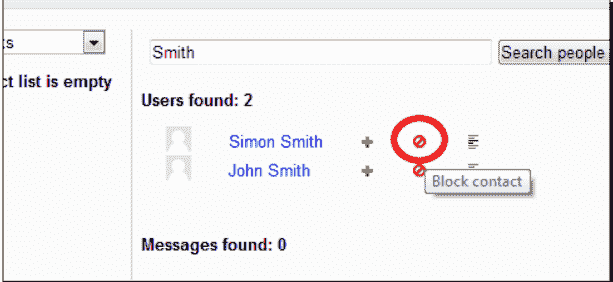 s
Smith
Search people
ct list is empty
Users found: 2
Simon Smith
John Smith
Block contact
Messages found: 0